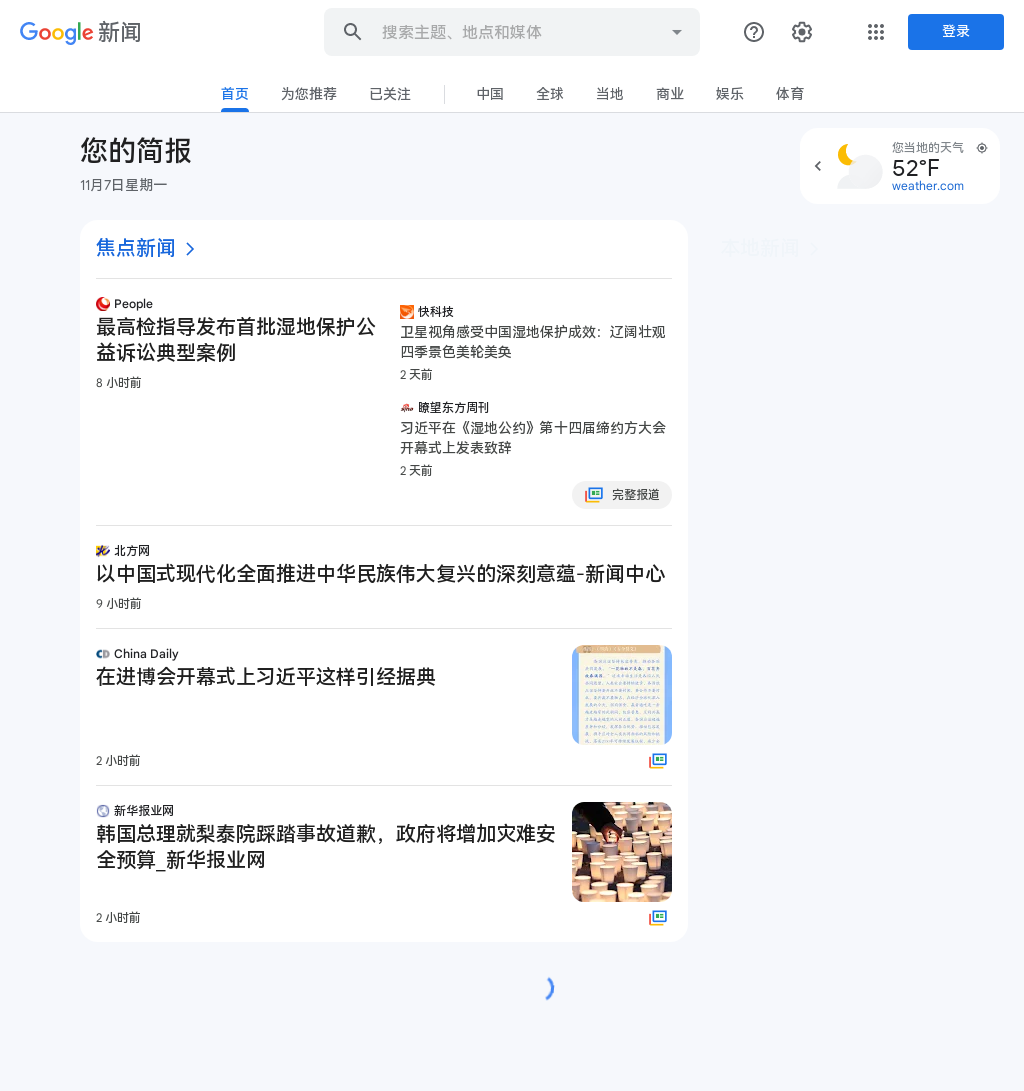 Google 新闻
搜索主题、地点和媒体
登录
首页
为您推荐
已关注
中国
全球
当地
商业
娱乐
体育
您的简报
11月7日星期一
您当地的天气
52°F
weather.com
焦点新闻
本地新闻
People
最高检指导发布首批湿地保护公
益诉讼典型案例
8 小时前
快科技
卫星视角感受中国湿地保护成效：辽阔壮观
四季景色美轮美奂
2 天前
瞭望东方周刊
习近平在《湿地公约》第十四届缔约方大会
开幕式上发表致辞
2 天前
完整报道
北方网
以中国式现代化全面推进中华民族伟大复兴的深刻意蕴-新闻中心
9 小时前
China Daily
在进博会开幕式上习近平这样引经据典
2 小时前
新华报业网
韩国总理就梨泰院踩踏事故道歉，政府将增加灾难安
全预算_新华报业网
2 小时前